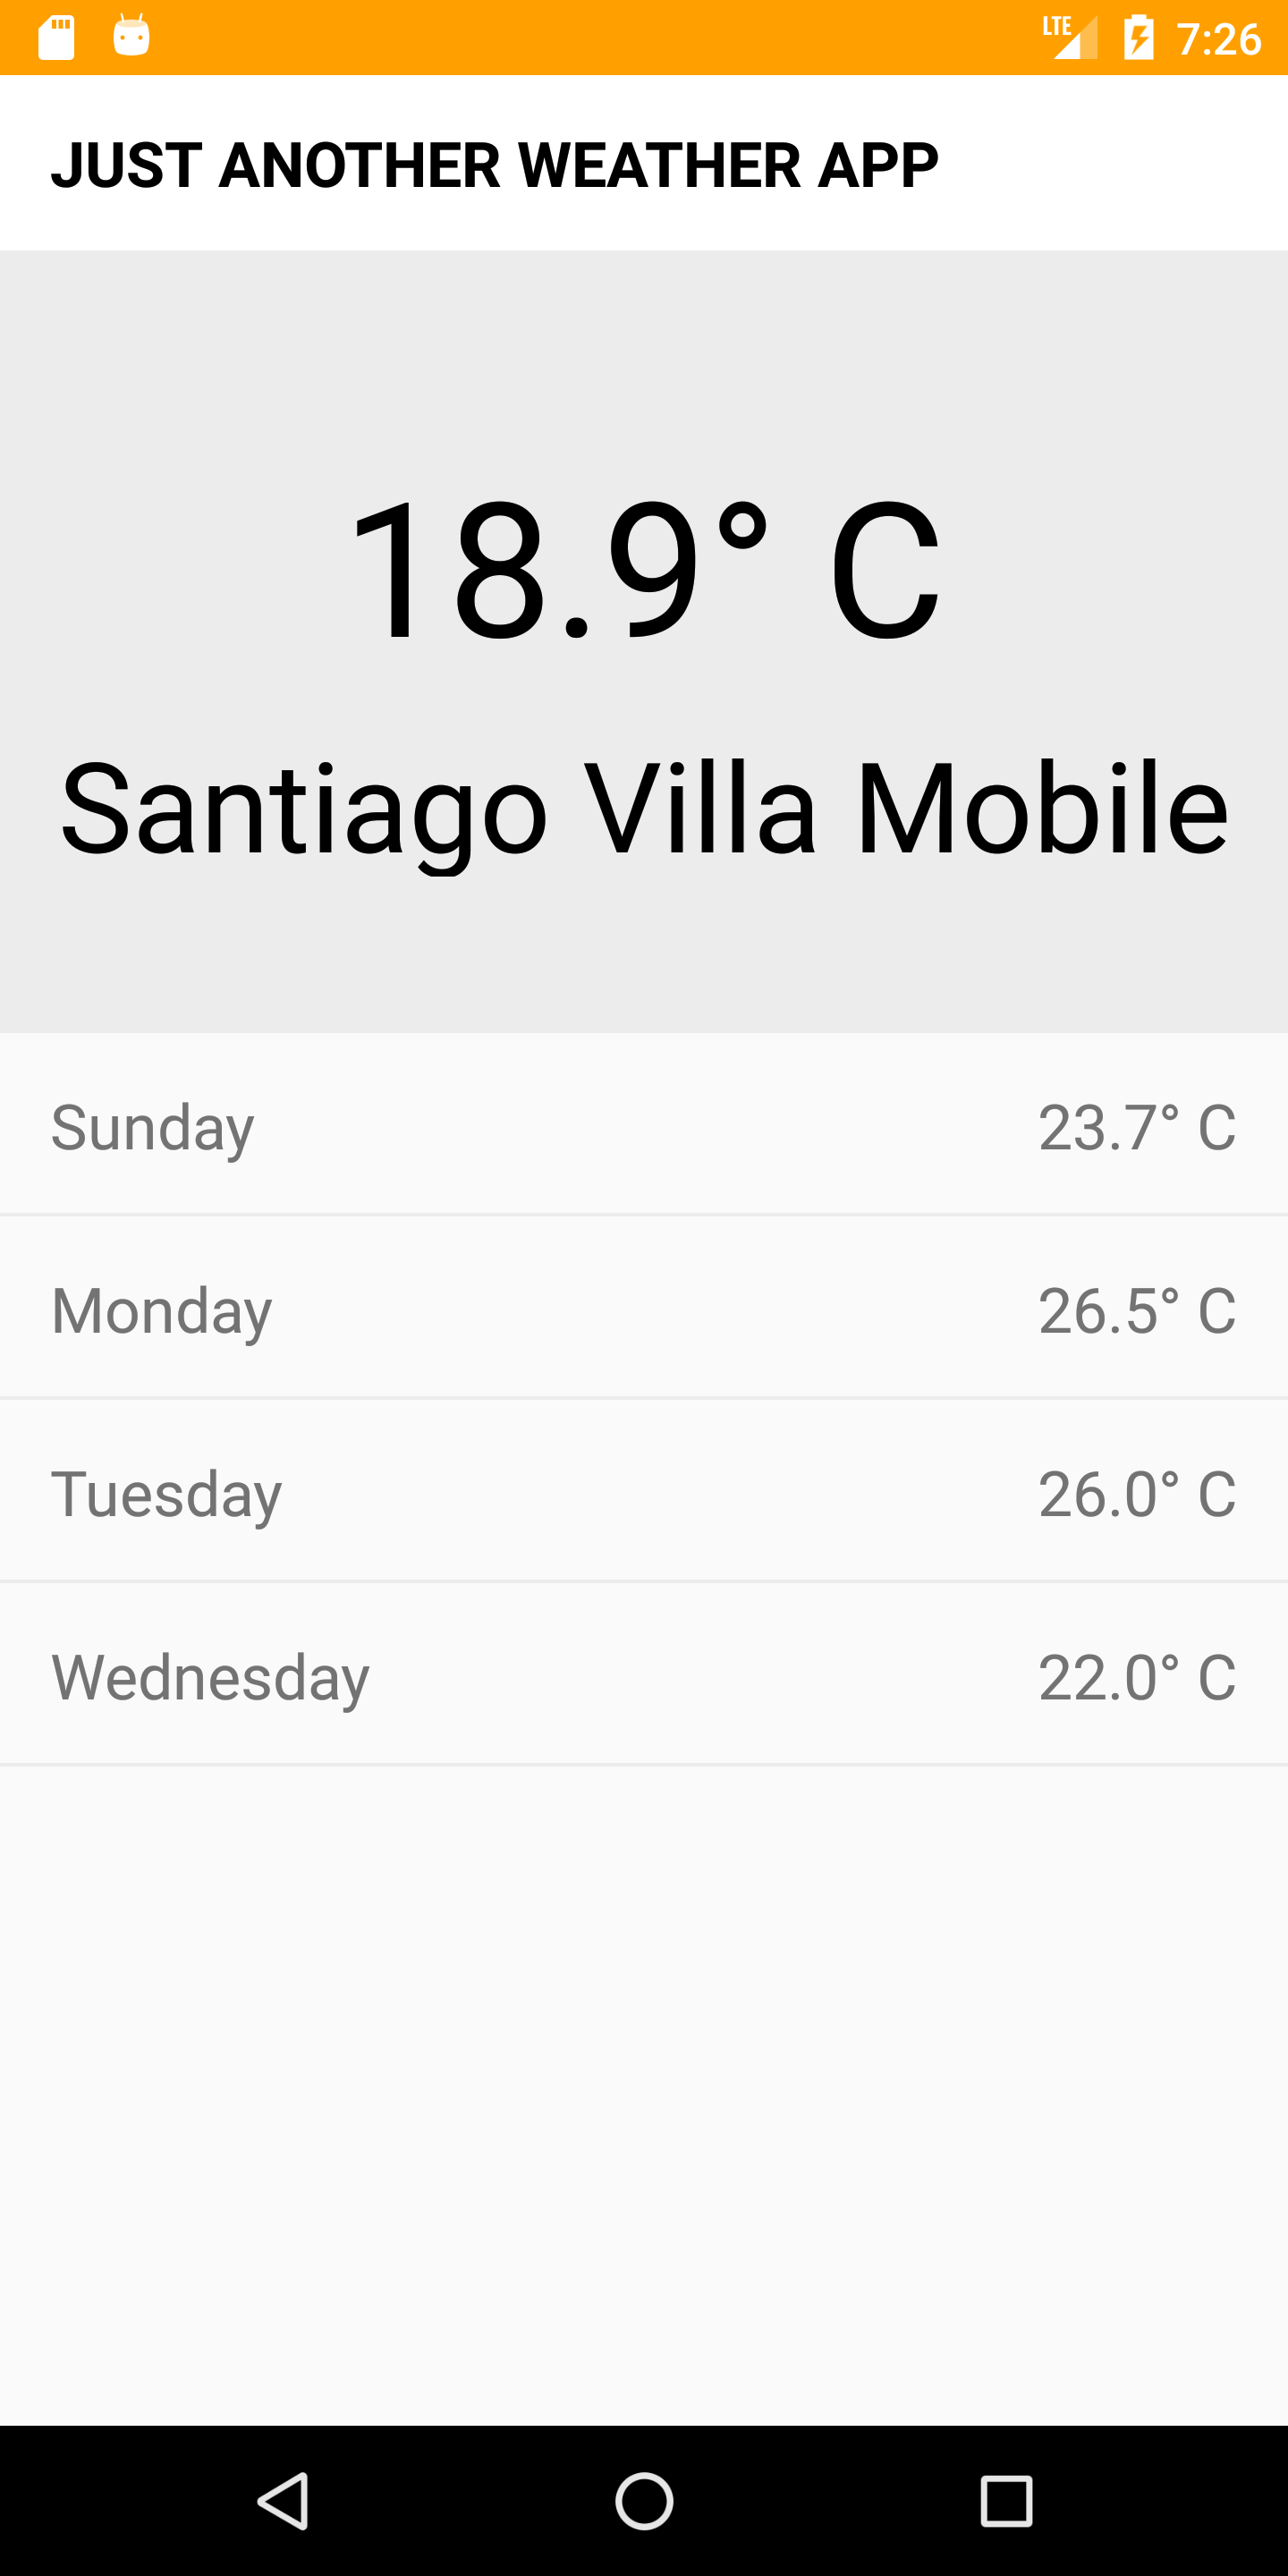 LTE 7:26
JUST ANOTHER WEATHER APP
18.9° C
Santiago Villa Mobile
Sunday 23.7° C
Monday 26.5° C
Tuesday 26.0° C
Wednesday 22.0° C